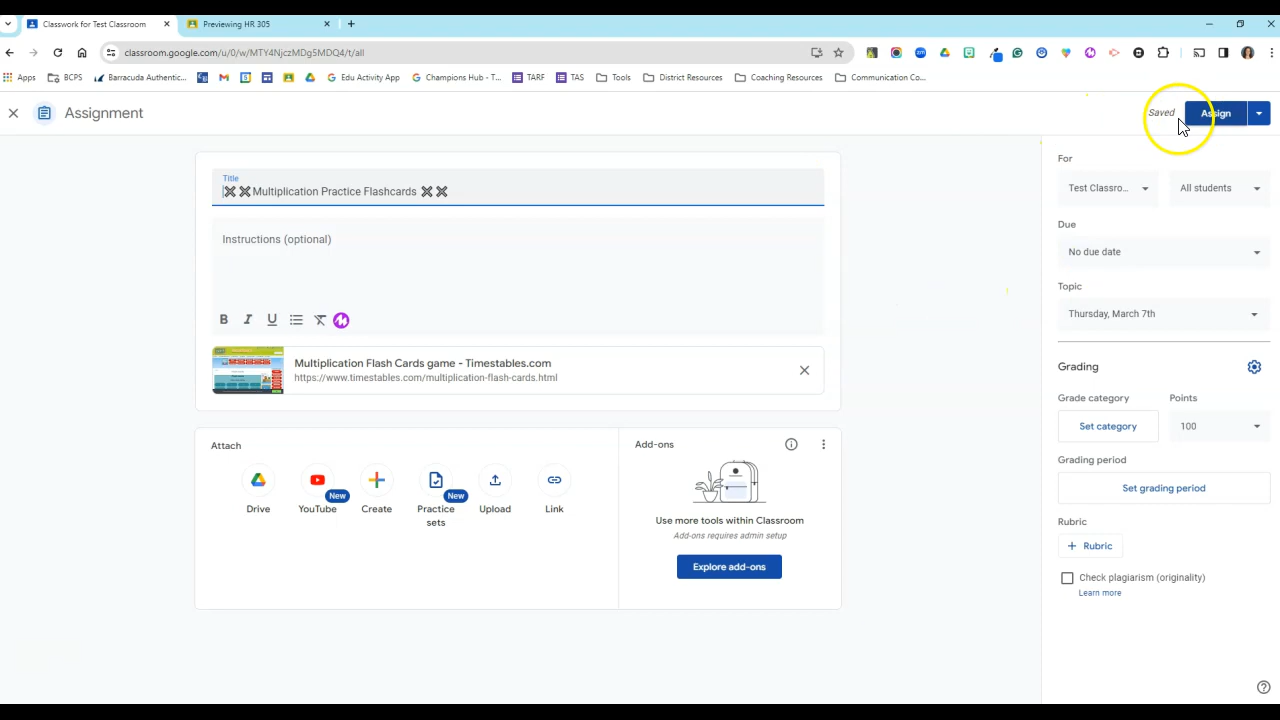 Classwork for Test Classroom
Previewing HR 305
classroom.google.com/u/0/w/MTY4NjczMDg5MDQ4/t/all
Apps
BCPS
Barracuda Authentic...
Edu Activity App
Champions Hub - T...
TARF
TAS
Tools
District Resources
Coaching Resources
Communication Co...
Assignment
Saved
Assign
Title
Multiplication Practice Flashcards
Instructions (optional)
B I U
Multiplication Flash Cards game - Timestables.com
https://www.timestables.com/multiplication-flash-cards.html
Attach
Drive
YouTube
New
Create
Practice sets
New
Upload
Link
Add-ons
Use more tools within Classroom
Add-ons requires admin setup
Explore add-ons
For
Test Classro...
All students
Due
No due date
Topic
Thursday, March 7th
Grading
Grade category
Points
Set category
100
Grading period
Set grading period
Rubric
+ Rubric
Check plagiarism (originality)
Learn more